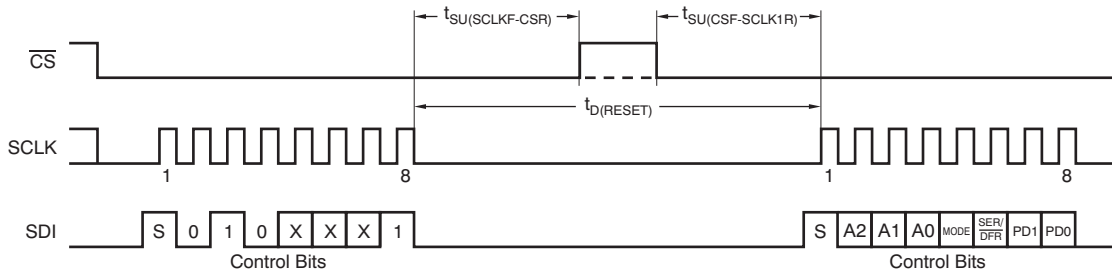 tSU(SCLKF-CSR) tSU(CSF-SCLK1R)
CS
tD(RESET)
SCLK
1 8 1 8
SDI S 0 1 0 X X X 1 S A2 A1 A0 MODE SER/DFR PD1 PD0
Control Bits Control Bits